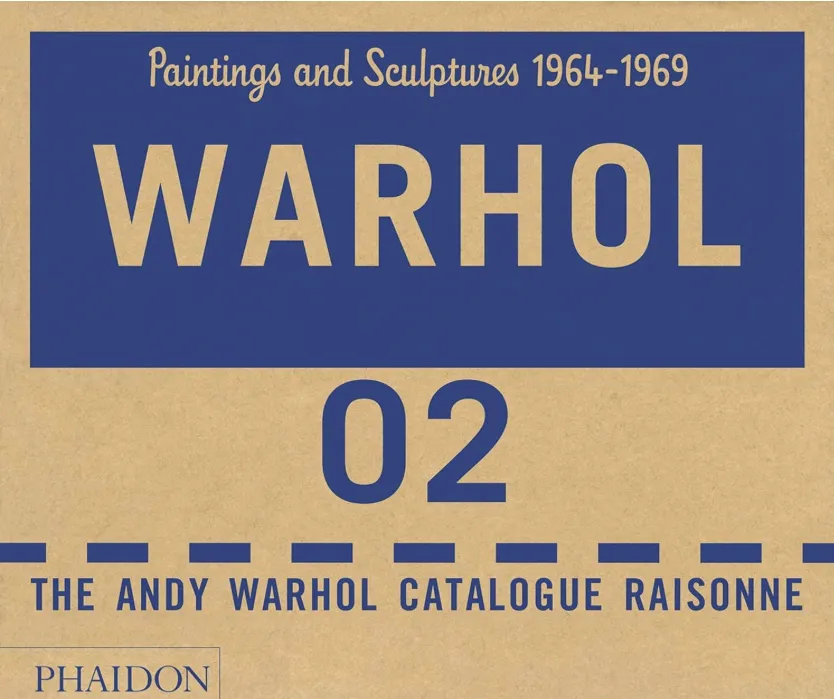 Paintings and Sculptures 1964-1969
WARHOL
02
THE ANDY WARHOL CATALOGUE RAISONNE
PHAIDON